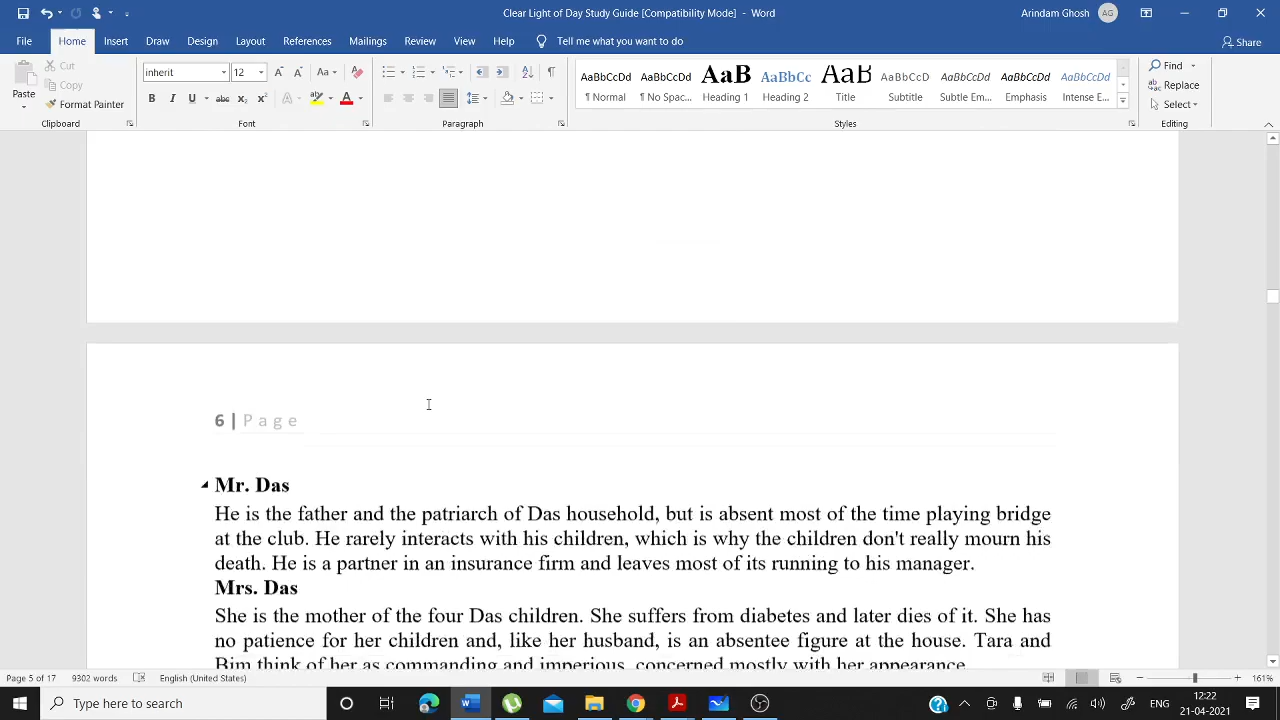 Clear Light of Day Study Guide [Compatibility Mode] - Word
Arindam Ghosh AG
File Home Insert Draw Design Layout References Mailings Review View Help Tell me what you want to do Share
Paste Cut Copy Format Painter
inherit 12
AaBbCcDd AaBbCcDd AaB AaBbCc AaB AaBbCcD AaBbCcDd AaBbCcDd AaBbCcDd
¶ Normal ¶ No Spac... Heading 1 Heading 2 Title Subtitle Subtle Em... Emphasis Intense E...
Find Replace Select
Clipboard Font Paragraph Styles Editing
6 | Page
Mr. Das
He is the father and the patriarch of Das household, but is absent most of the time playing bridge
at the club. He rarely interacts with his children, which is why the children don't really mourn his
death. He is a partner in an insurance firm and leaves most of its running to his manager.
Mrs. Das
She is the mother of the four Das children. She suffers from diabetes and later dies of it. She has
no patience for her children and, like her husband, is an absentee figure at the house. Tara and
Bim think of her as commanding and imperious, concerned mostly with her appearance.
Page 5 of 17 9302 words English (United States) 161%
Type here to search
ENG 12:22
21-04-2021